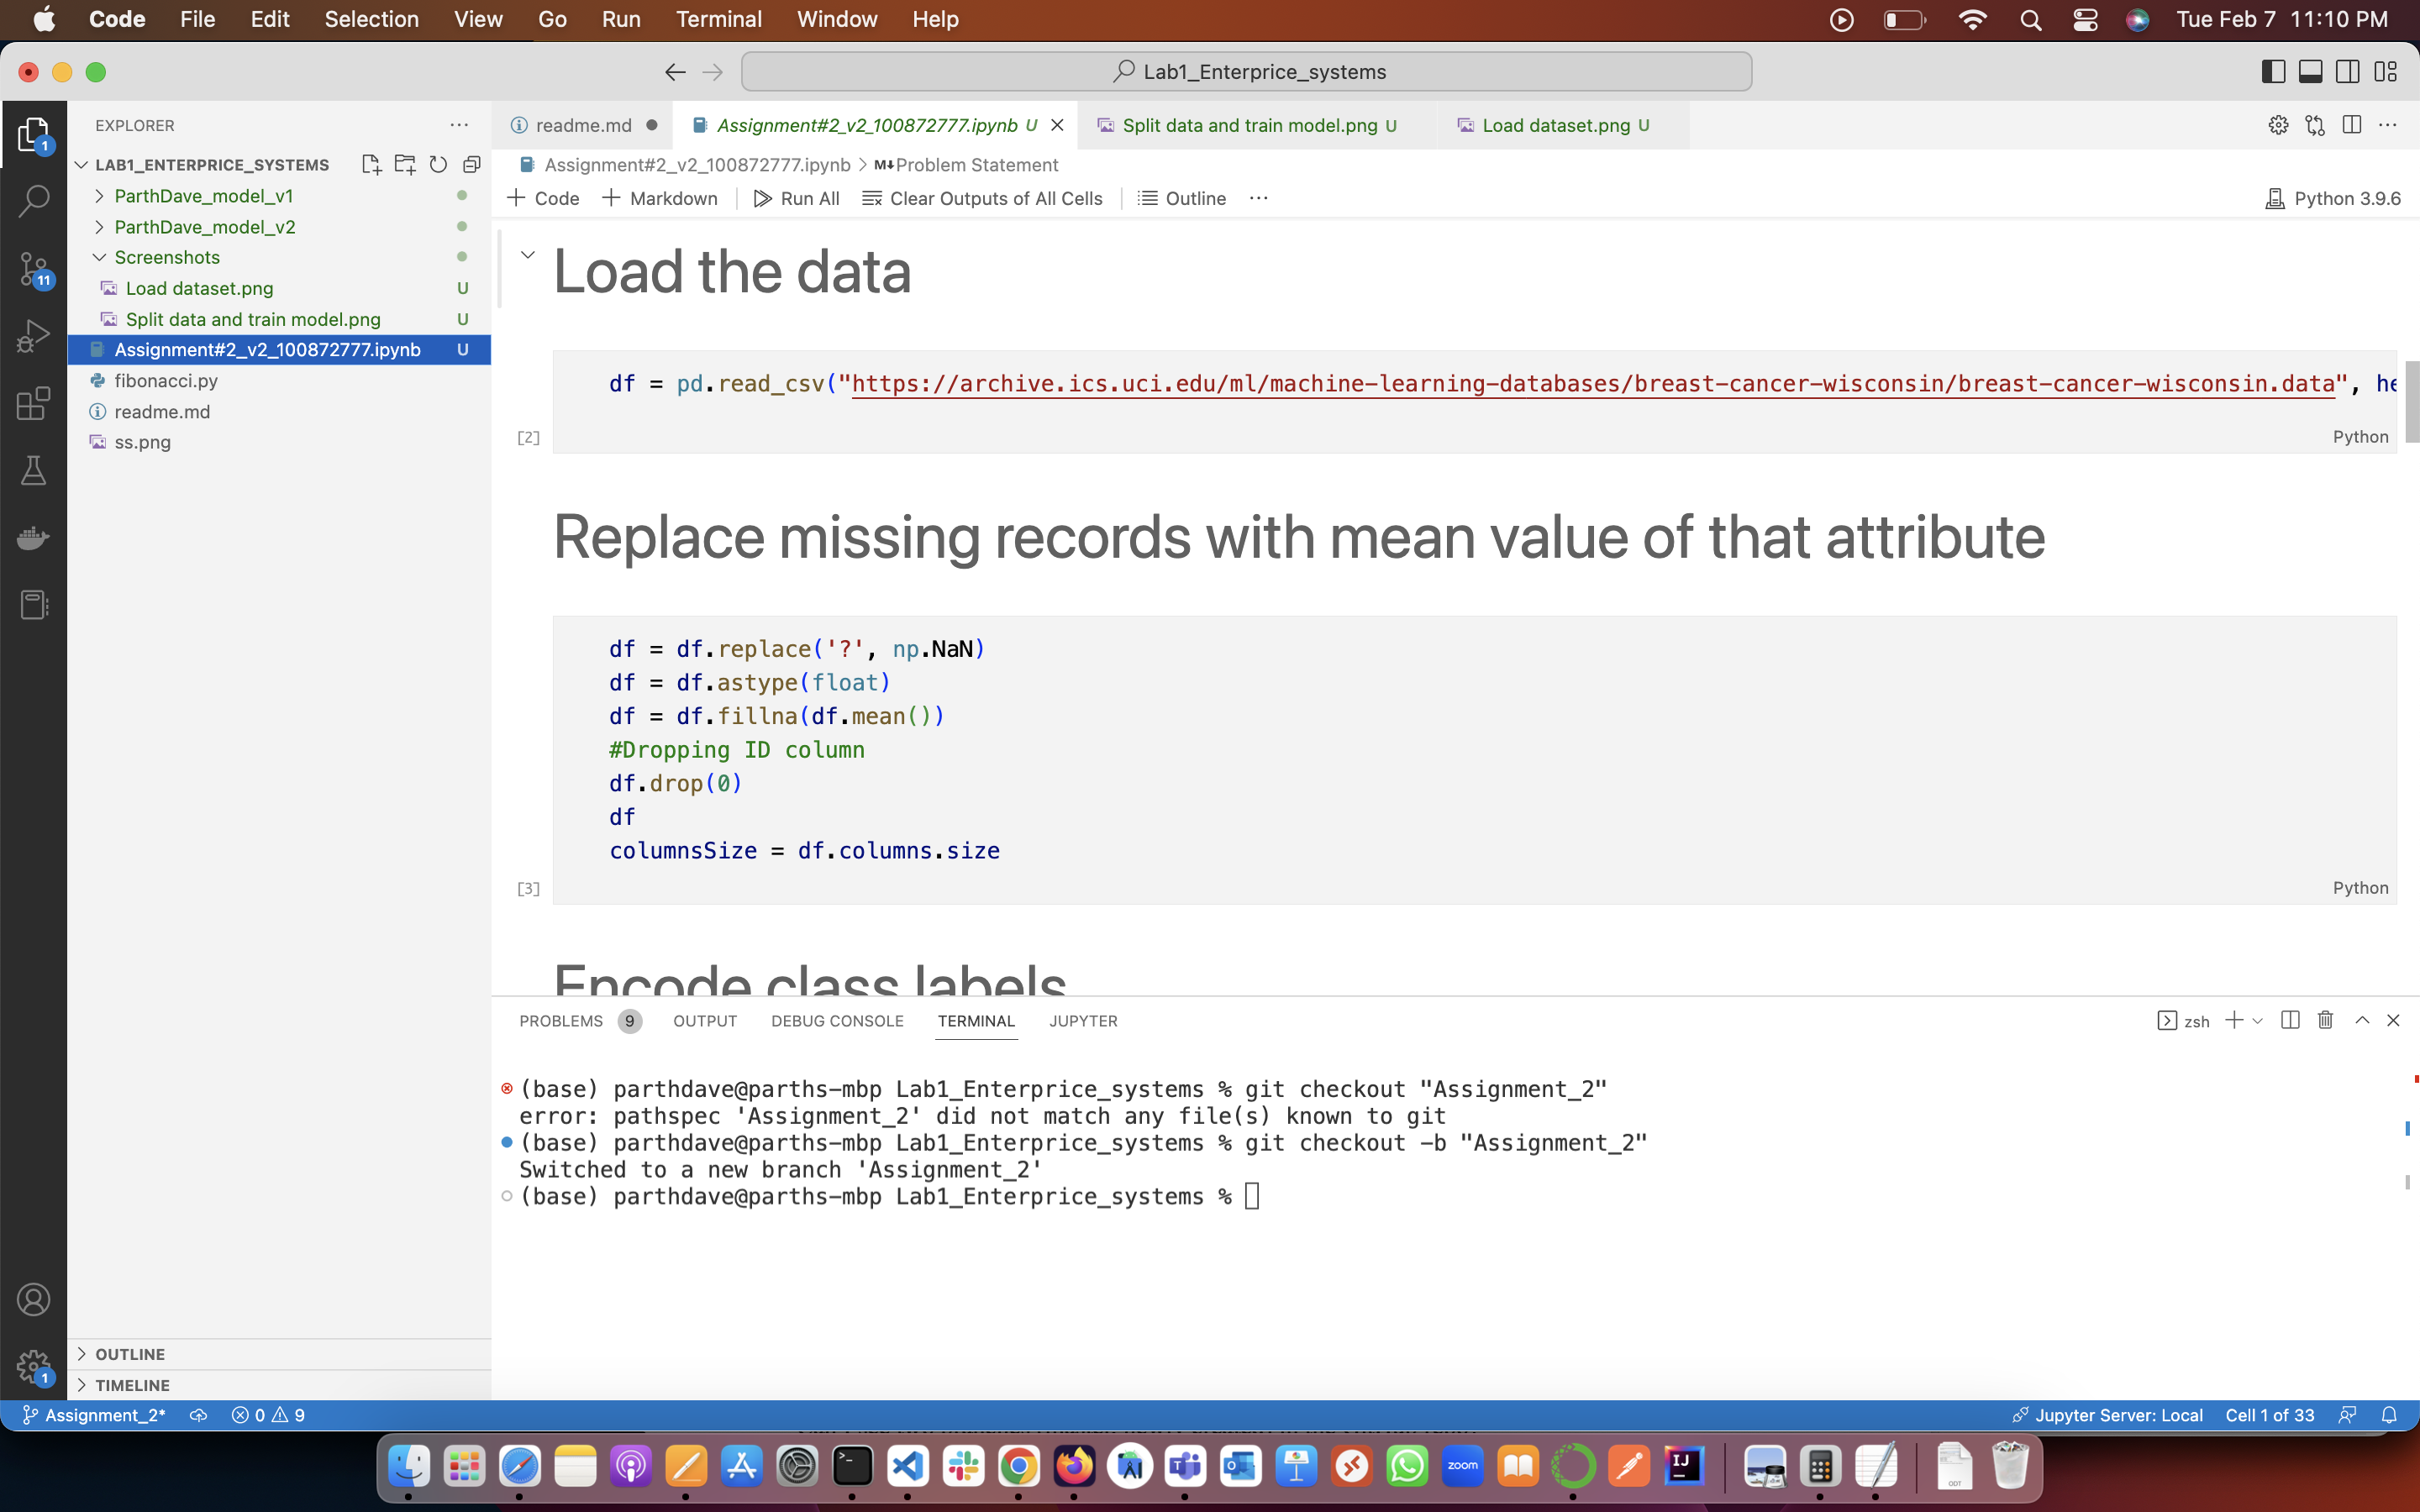 Code File Edit Selection View Go Run Terminal Window Help Tue Feb 7 11:10 PM
Lab1_Enterprice_systems
EXPLORER
LAB1_ENTERPRICE_SYSTEMS
ParthDave_model_v1
ParthDave_model_v2
Screenshots
Load dataset.png U
Split data and train model.png U
Assignment#2_v2_100872777.ipynb U
fibonacci.py
readme.md
ss.png
OUTLINE
TIMELINE
1
11
1
readme.md Assignment#2_v2_100872777.ipynb U Split data and train model.png U Load dataset.png U
Assignment#2_v2_100872777.ipynb > M↓Problem Statement
+ Code + Markdown Run All Clear Outputs of All Cells Outline ··· Python 3.9.6
Load the data
df = pd.read_csv("https://archive.ics.uci.edu/ml/machine-learning-databases/breast-cancer-wisconsin/breast-cancer-wisconsin.data", he
[2] Python
Replace missing records with mean value of that attribute
df = df.replace('?', np.NaN)
df = df.astype(float)
df = df.fillna(df.mean())
#Dropping ID column
df.drop(0)
df
columnsSize = df.columns.size
[3] Python
Encode class labels
PROBLEMS 9 OUTPUT DEBUG CONSOLE TERMINAL JUPYTER zsh
(base) parthdave@parths-mbp Lab1_Enterprice_systems % git checkout "Assignment_2"
error: pathspec 'Assignment_2' did not match any file(s) known to git
(base) parthdave@parths-mbp Lab1_Enterprice_systems % git checkout -b "Assignment_2"
Switched to a new branch 'Assignment_2'
(base) parthdave@parths-mbp Lab1_Enterprice_systems %
Assignment_2* 0 9 Jupyter Server: Local Cell 1 of 33
zoom
IJ
ODT